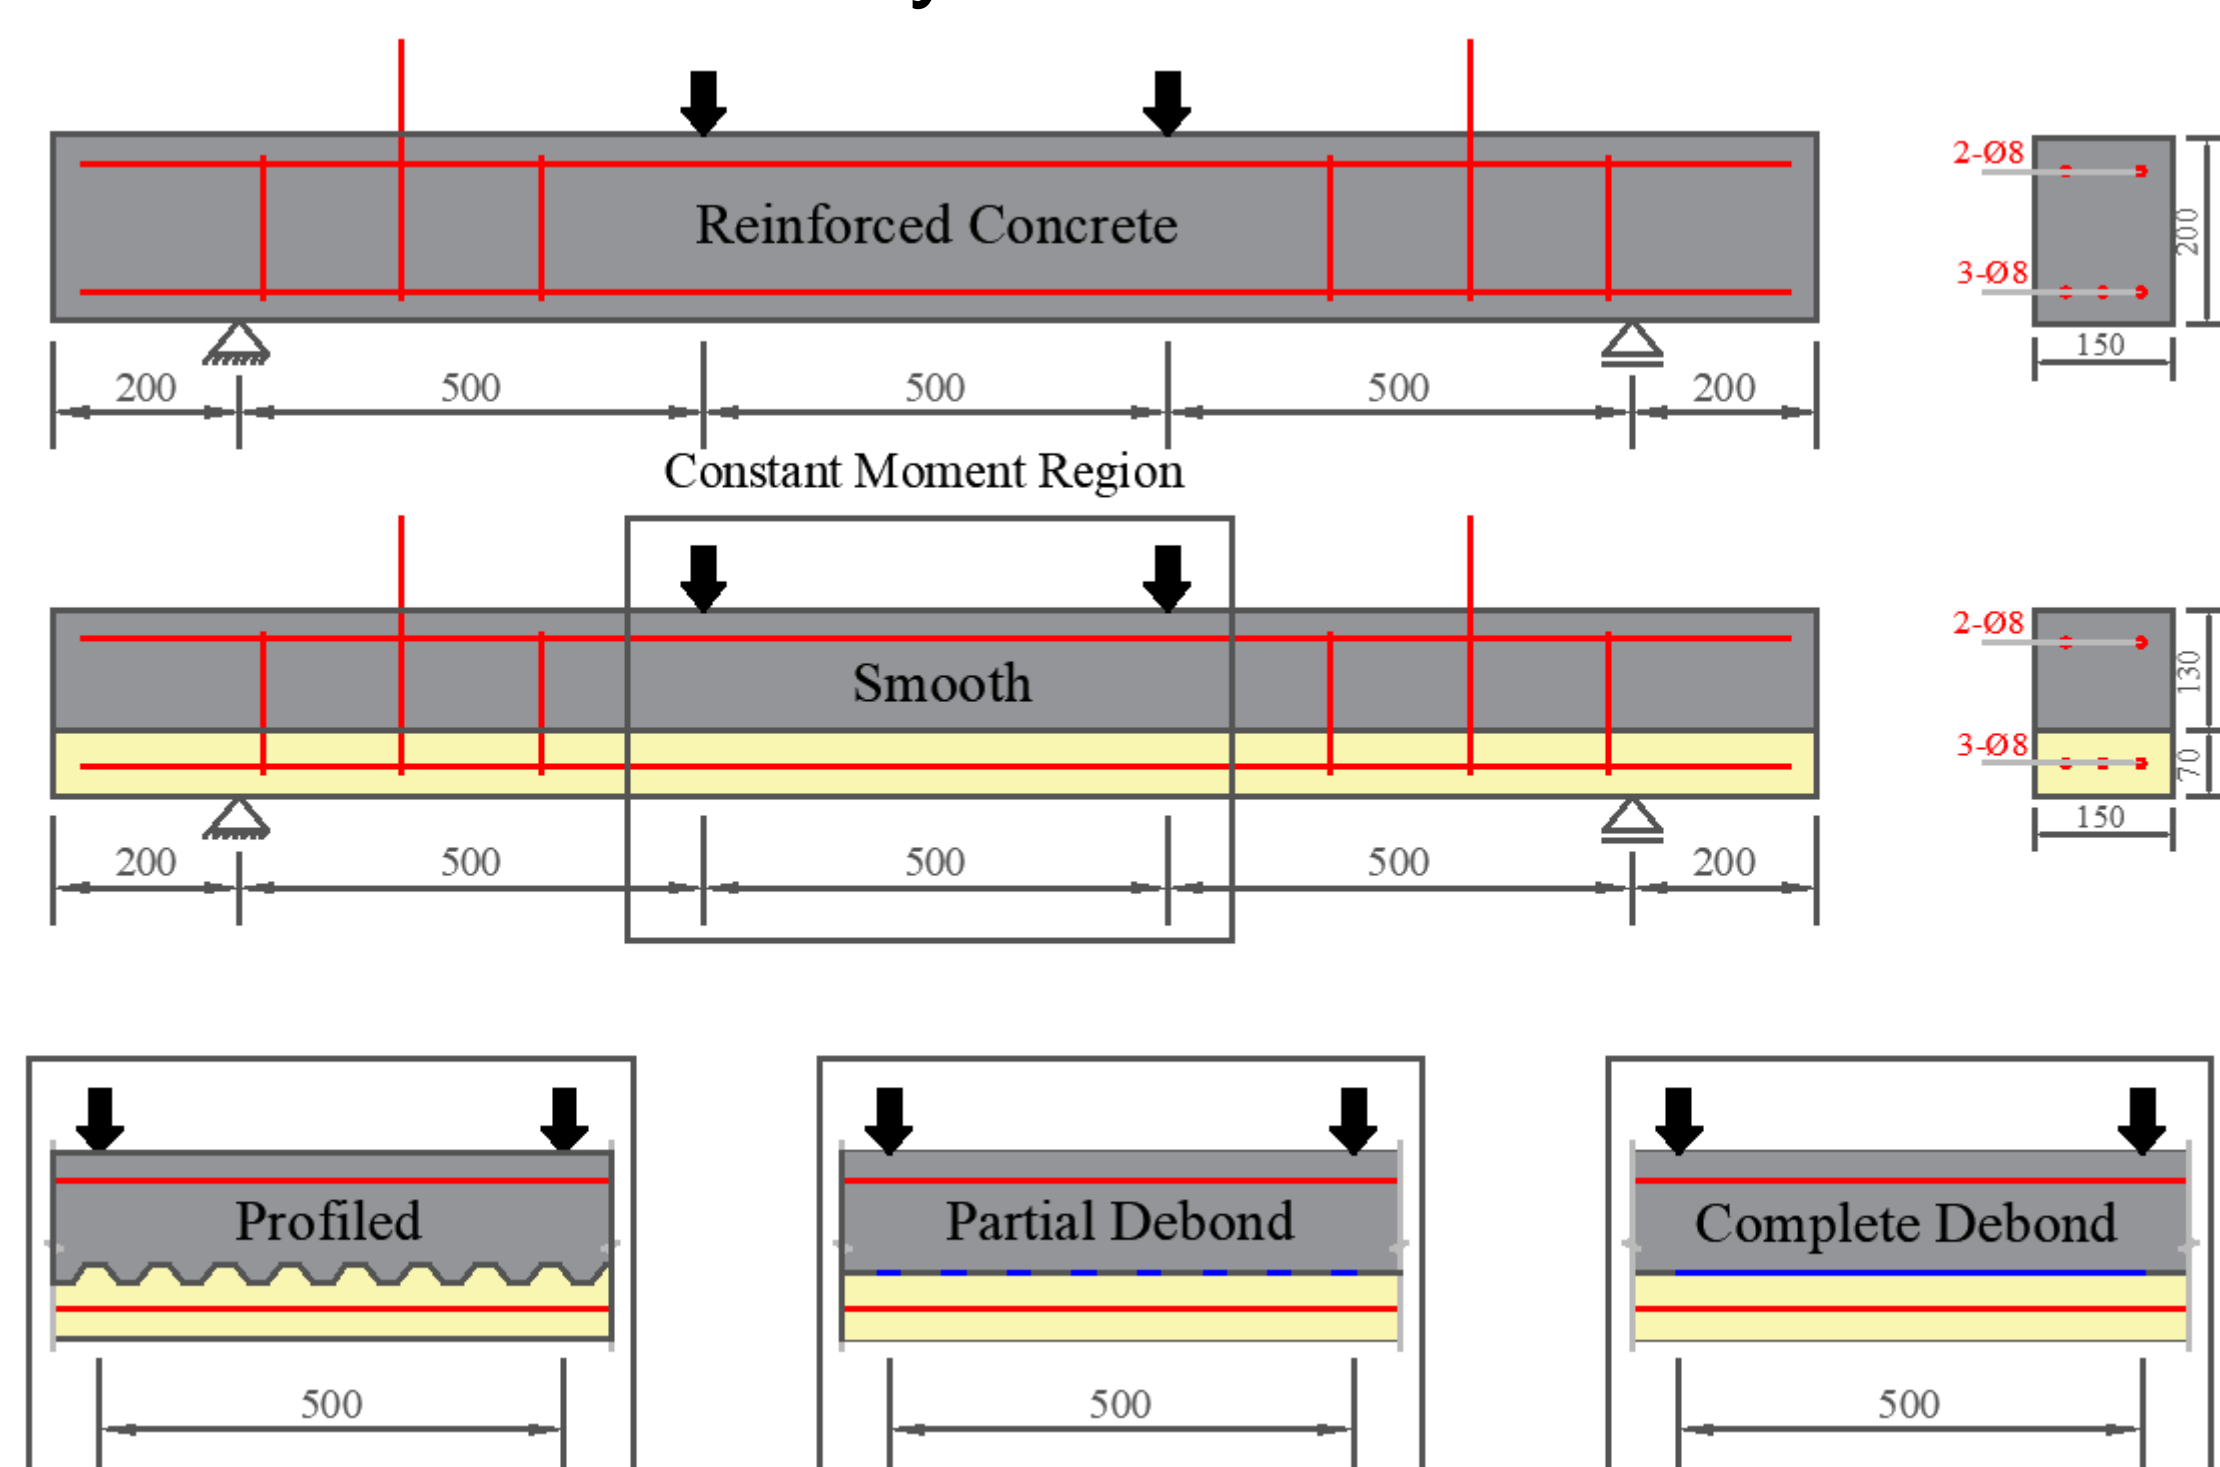 2-Ø8
Reinforced Concrete
200
3-Ø8
150
200 500 500 500 200
Constant Moment Region
2-Ø8
Smooth
130
3-Ø8
70
150
200 500 500 500 200
Profiled Partial Debond Complete Debond
500 500 500